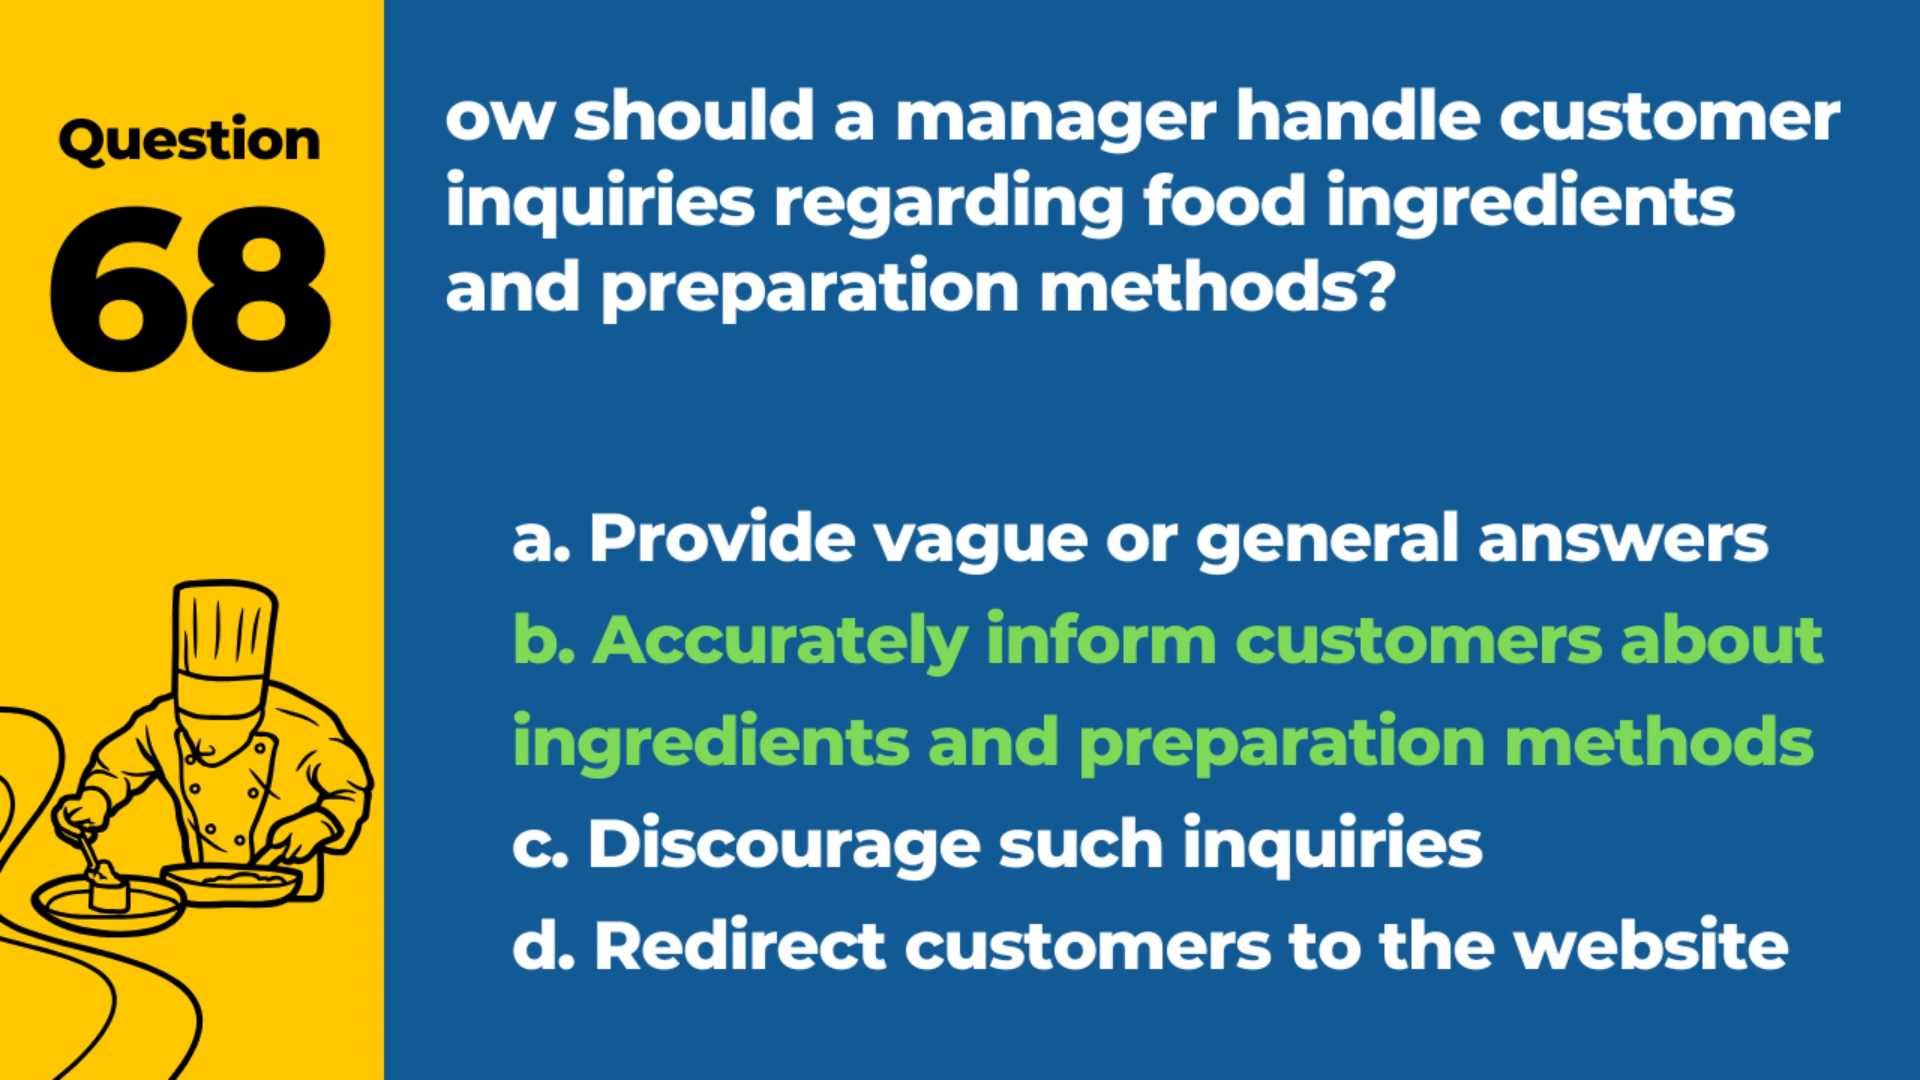 Question
68
ow should a manager handle customer
inquiries regarding food ingredients
and preparation methods?
a. Provide vague or general answers
b. Accurately inform customers about
ingredients and preparation methods
c. Discourage such inquiries
d. Redirect customers to the website